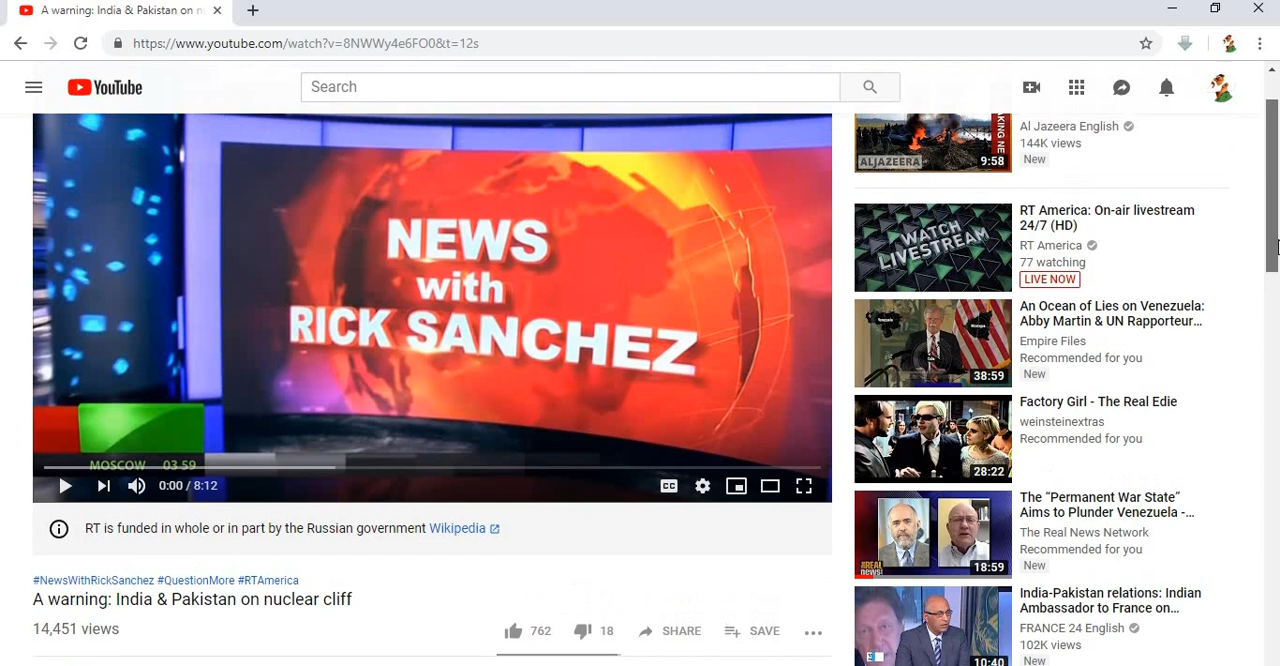 A warning: India & Pakistan on n
https://www.youtube.com/watch?v=8NWWy4e6FO0&t=12s
YouTube
Search
NEWS
with
RICK SANCHEZ
MOSCOW 03 59
0:00 / 8:12
CC
RT is funded in whole or in part by the Russian government Wikipedia
#NewsWithRickSanchez #QuestionMore #RTAmerica
A warning: India & Pakistan on nuclear cliff
14,451 views
762
18
SHARE
SAVE
AKING NE
ALJAZEERA
9:58
Al Jazeera English
144K views
New
WATCH
LIVESTREAM
RT America: On-air livestream
24/7 (HD)
RT America
77 watching
LIVE NOW
38:59
An Ocean of Lies on Venezuela:
Abby Martin & UN Rapporteur...
Empire Files
Recommended for you
New
28:22
Factory Girl - The Real Edie
weinsteinextras
Recommended for you
REAL
news
18:59
The “Permanent War State”
Aims to Plunder Venezuela -...
The Real News Network
Recommended for you
New
10:40
India-Pakistan relations: Indian
Ambassador to France on...
FRANCE 24 English
102K views
New